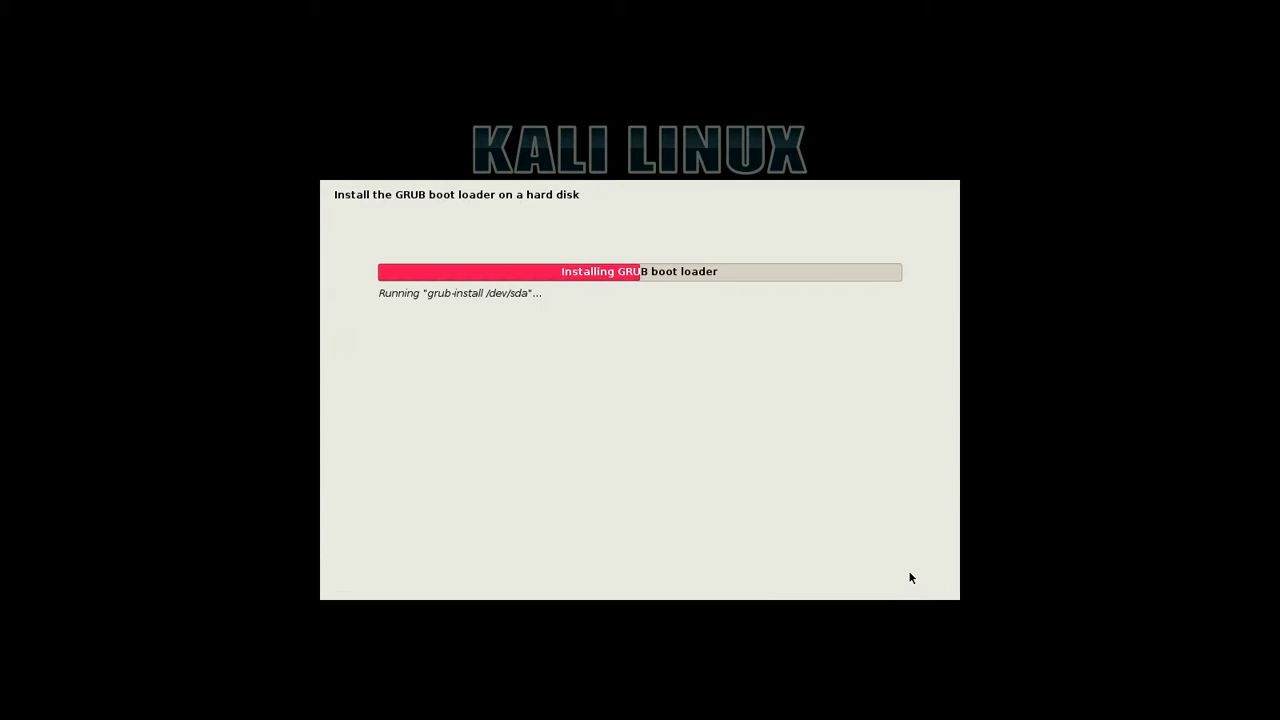 KALI LINUX
Install the GRUB boot loader on a hard disk
Installing GRUB boot loader
Running "grub-install /dev/sda"...